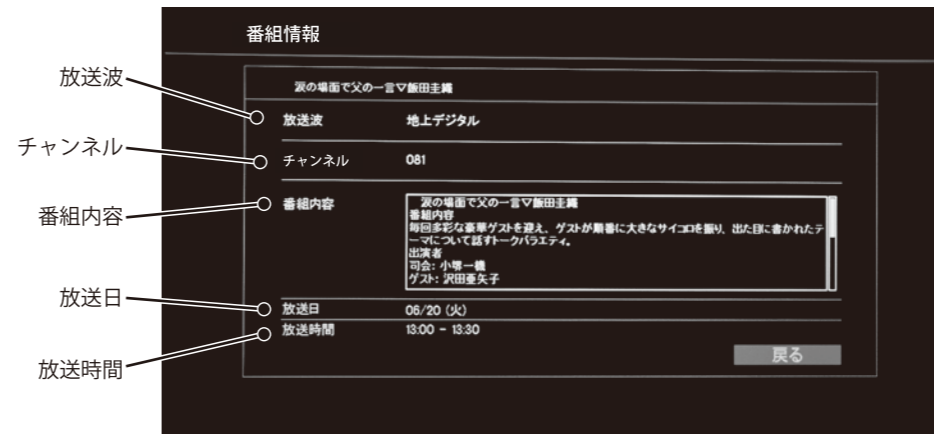 番組情報
涙の場面で父の一言▽飯田圭織
放送波
放送波 地上デジタル
チャンネル
チャンネル 081
番組内容
番組内容
涙の場面で父の一言▽飯田圭織
番組内容
毎回多彩な豪華ゲストを迎え、ゲストが順番に大きなサイコロを振り、出た目に書かれたテ
ーマについて話すトークバラエティ。
出演者
司会: 小堺一機
ゲスト: 沢田亜矢子
放送日
放送日 06/20 (火)
放送時間
放送時間 13:00 - 13:30
戻る